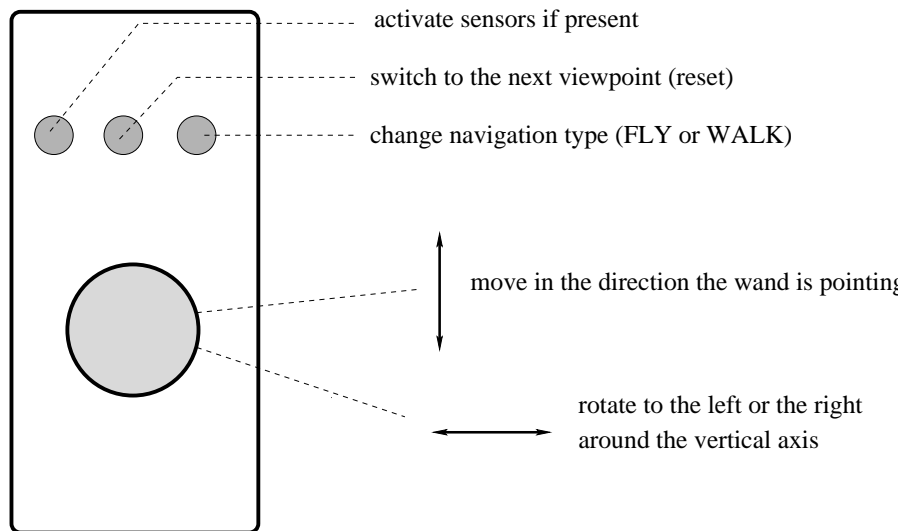 activate sensors if present
switch to the next viewpoint (reset)
change navigation type (FLY or WALK)
move in the direction the wand is pointing
rotate to the left or the right
around the vertical axis